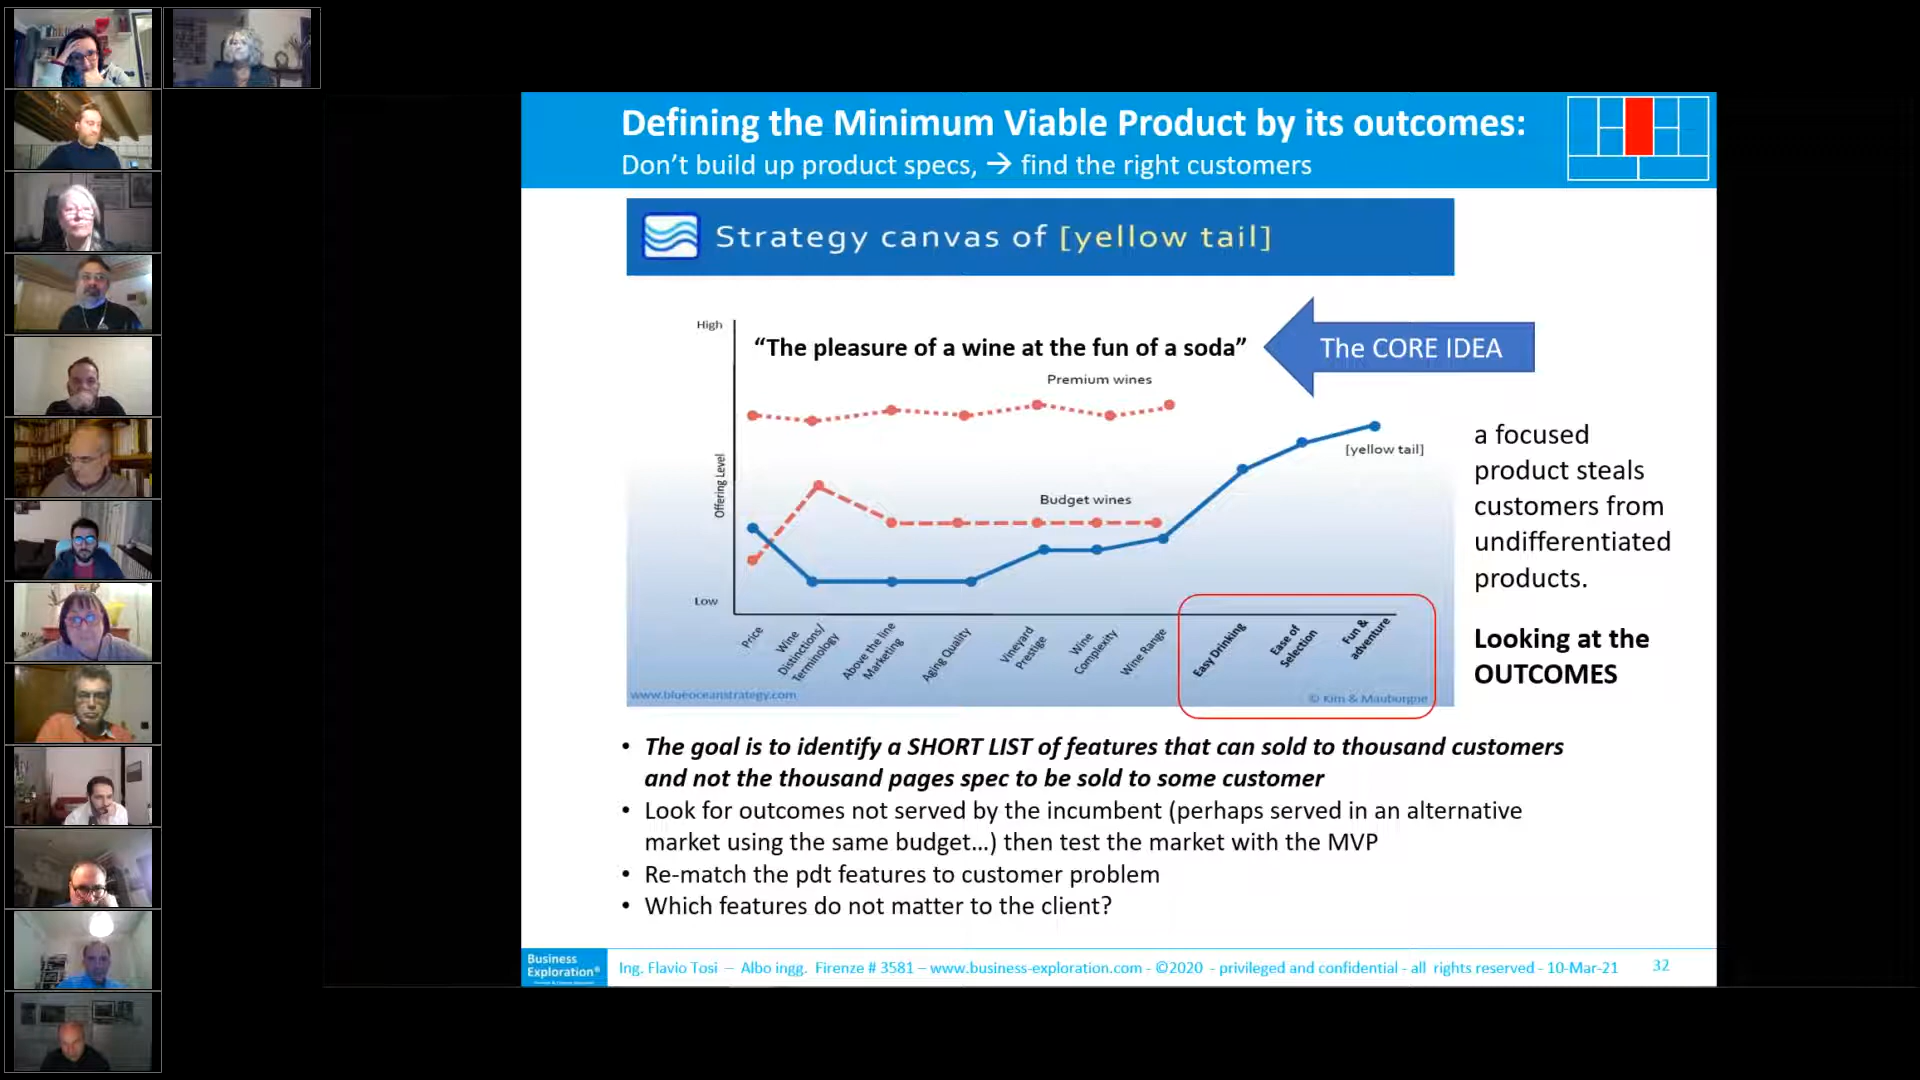 Defining the Minimum Viable Product by its outcomes:
Don't build up product specs, → find the right customers
Strategy canvas of [yellow tail]
High
"The pleasure of a wine at the fun of a soda"
The CORE IDEA
Premium wines
[yellow tail]
Offering Level
Budget wines
Low
Price
Wine
Distinctions/
Terminology
Above the line
Marketing
Aging Quality
Vineyard
Prestige
Wine
Complexity
Wine Range
Easy Drinking
Ease of
Selection
Fun &
adventure
www.blueoceanstrategy.com
© Kim & Mauborgne
a focused
product steals
customers from
undifferentiated
products.
Looking at the
OUTCOMES
• The goal is to identify a SHORT LIST of features that can sold to thousand customers
and not the thousand pages spec to be sold to some customer
• Look for outcomes not served by the incumbent (perhaps served in an alternative
market using the same budget...) then test the market with the MVP
• Re-match the pdt features to customer problem
• Which features do not matter to the client?
Business
Exploration®
Ing. Flavio Tosi – Albo ingg. Firenze # 3581 – www.business-exploration.com - ©2020 - privileged and confidential - all rights reserved - 10-Mar-21
32